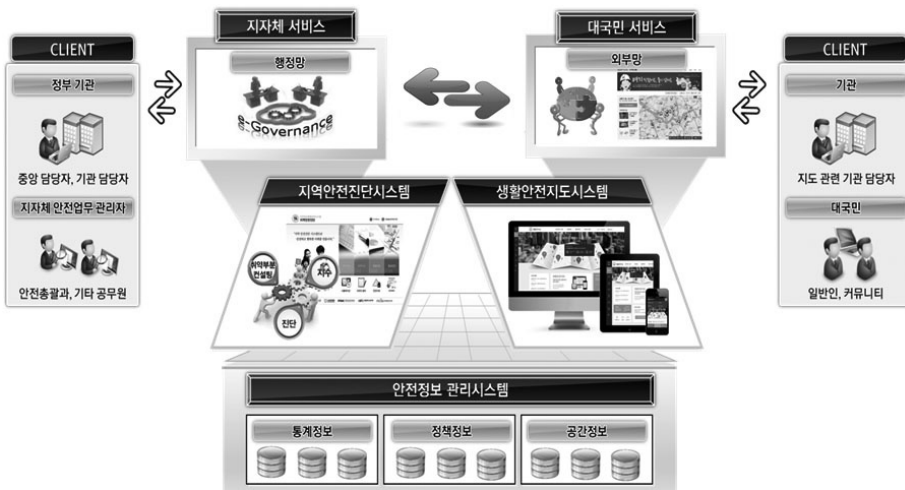 지자체 서비스
대국민 서비스
CLIENT
정부 기관
중앙 담당자, 기관 담당자
지자체 안전업무 관리자
안전총괄과, 기타 공무원
행정망
e-Governance
외부망
CLIENT
기관
지도 관련 기관 담당자
대국민
일반인, 커뮤니티
지역안전진단시스템
생활안전지도시스템
취약부문
컨설팅
지수
진단
안전정보 관리시스템
통계정보
정책정보
공간정보